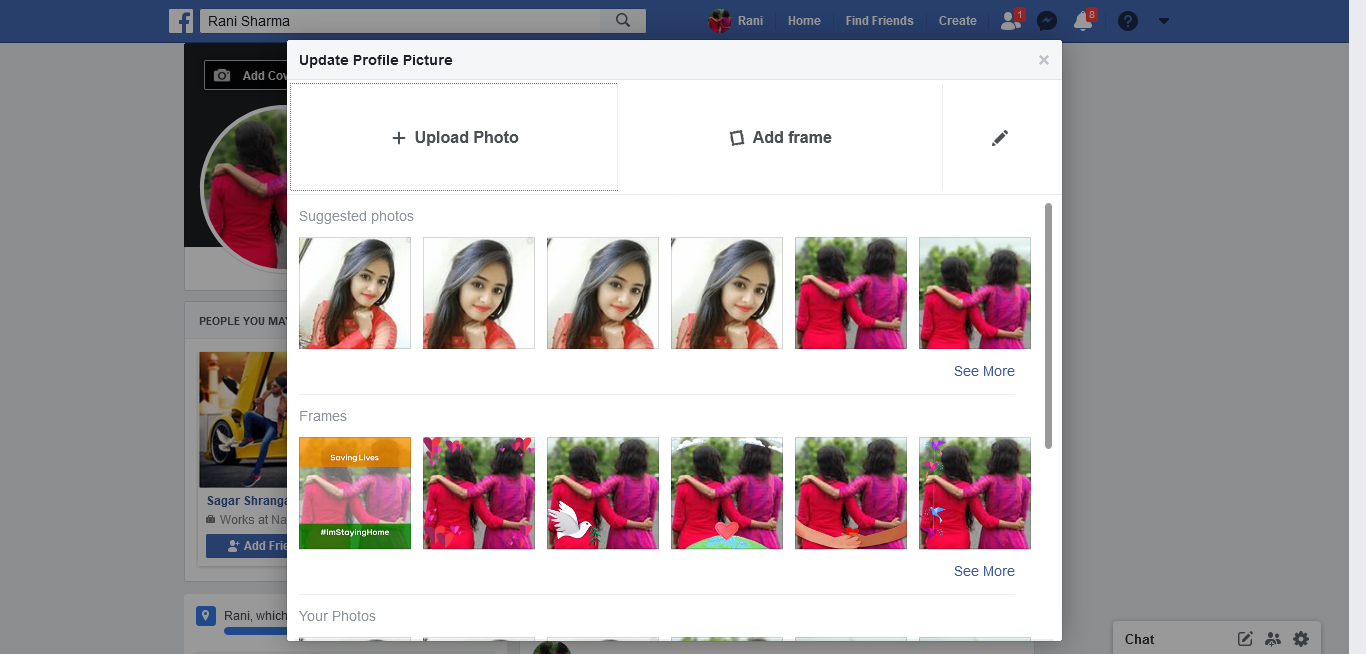 Rani Sharma
Rani
Home
Find Friends
Create
1
8
Update Profile Picture
Add Cov
Upload Photo
Add frame
Suggested photos
See More
PEOPLE YOU MAY
Frames
Saving Lives
#ImStayingHome
Sagar Shranga
Works at Na
Add Frie
See More
Rani, which
Your Photos
Chat